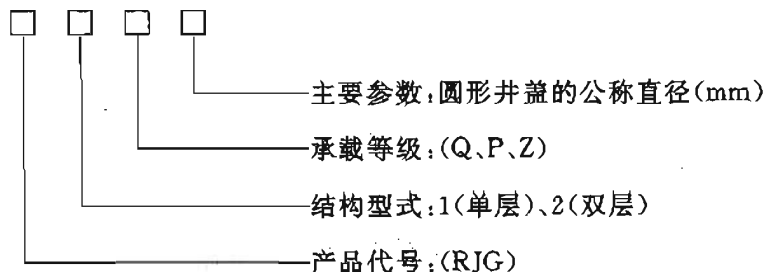 主要参数:圆形井盖的公称直径(mm)
承载等级:(Q、P、Z)
结构型式:1(单层)、2(双层)
产品代号:(RJG)